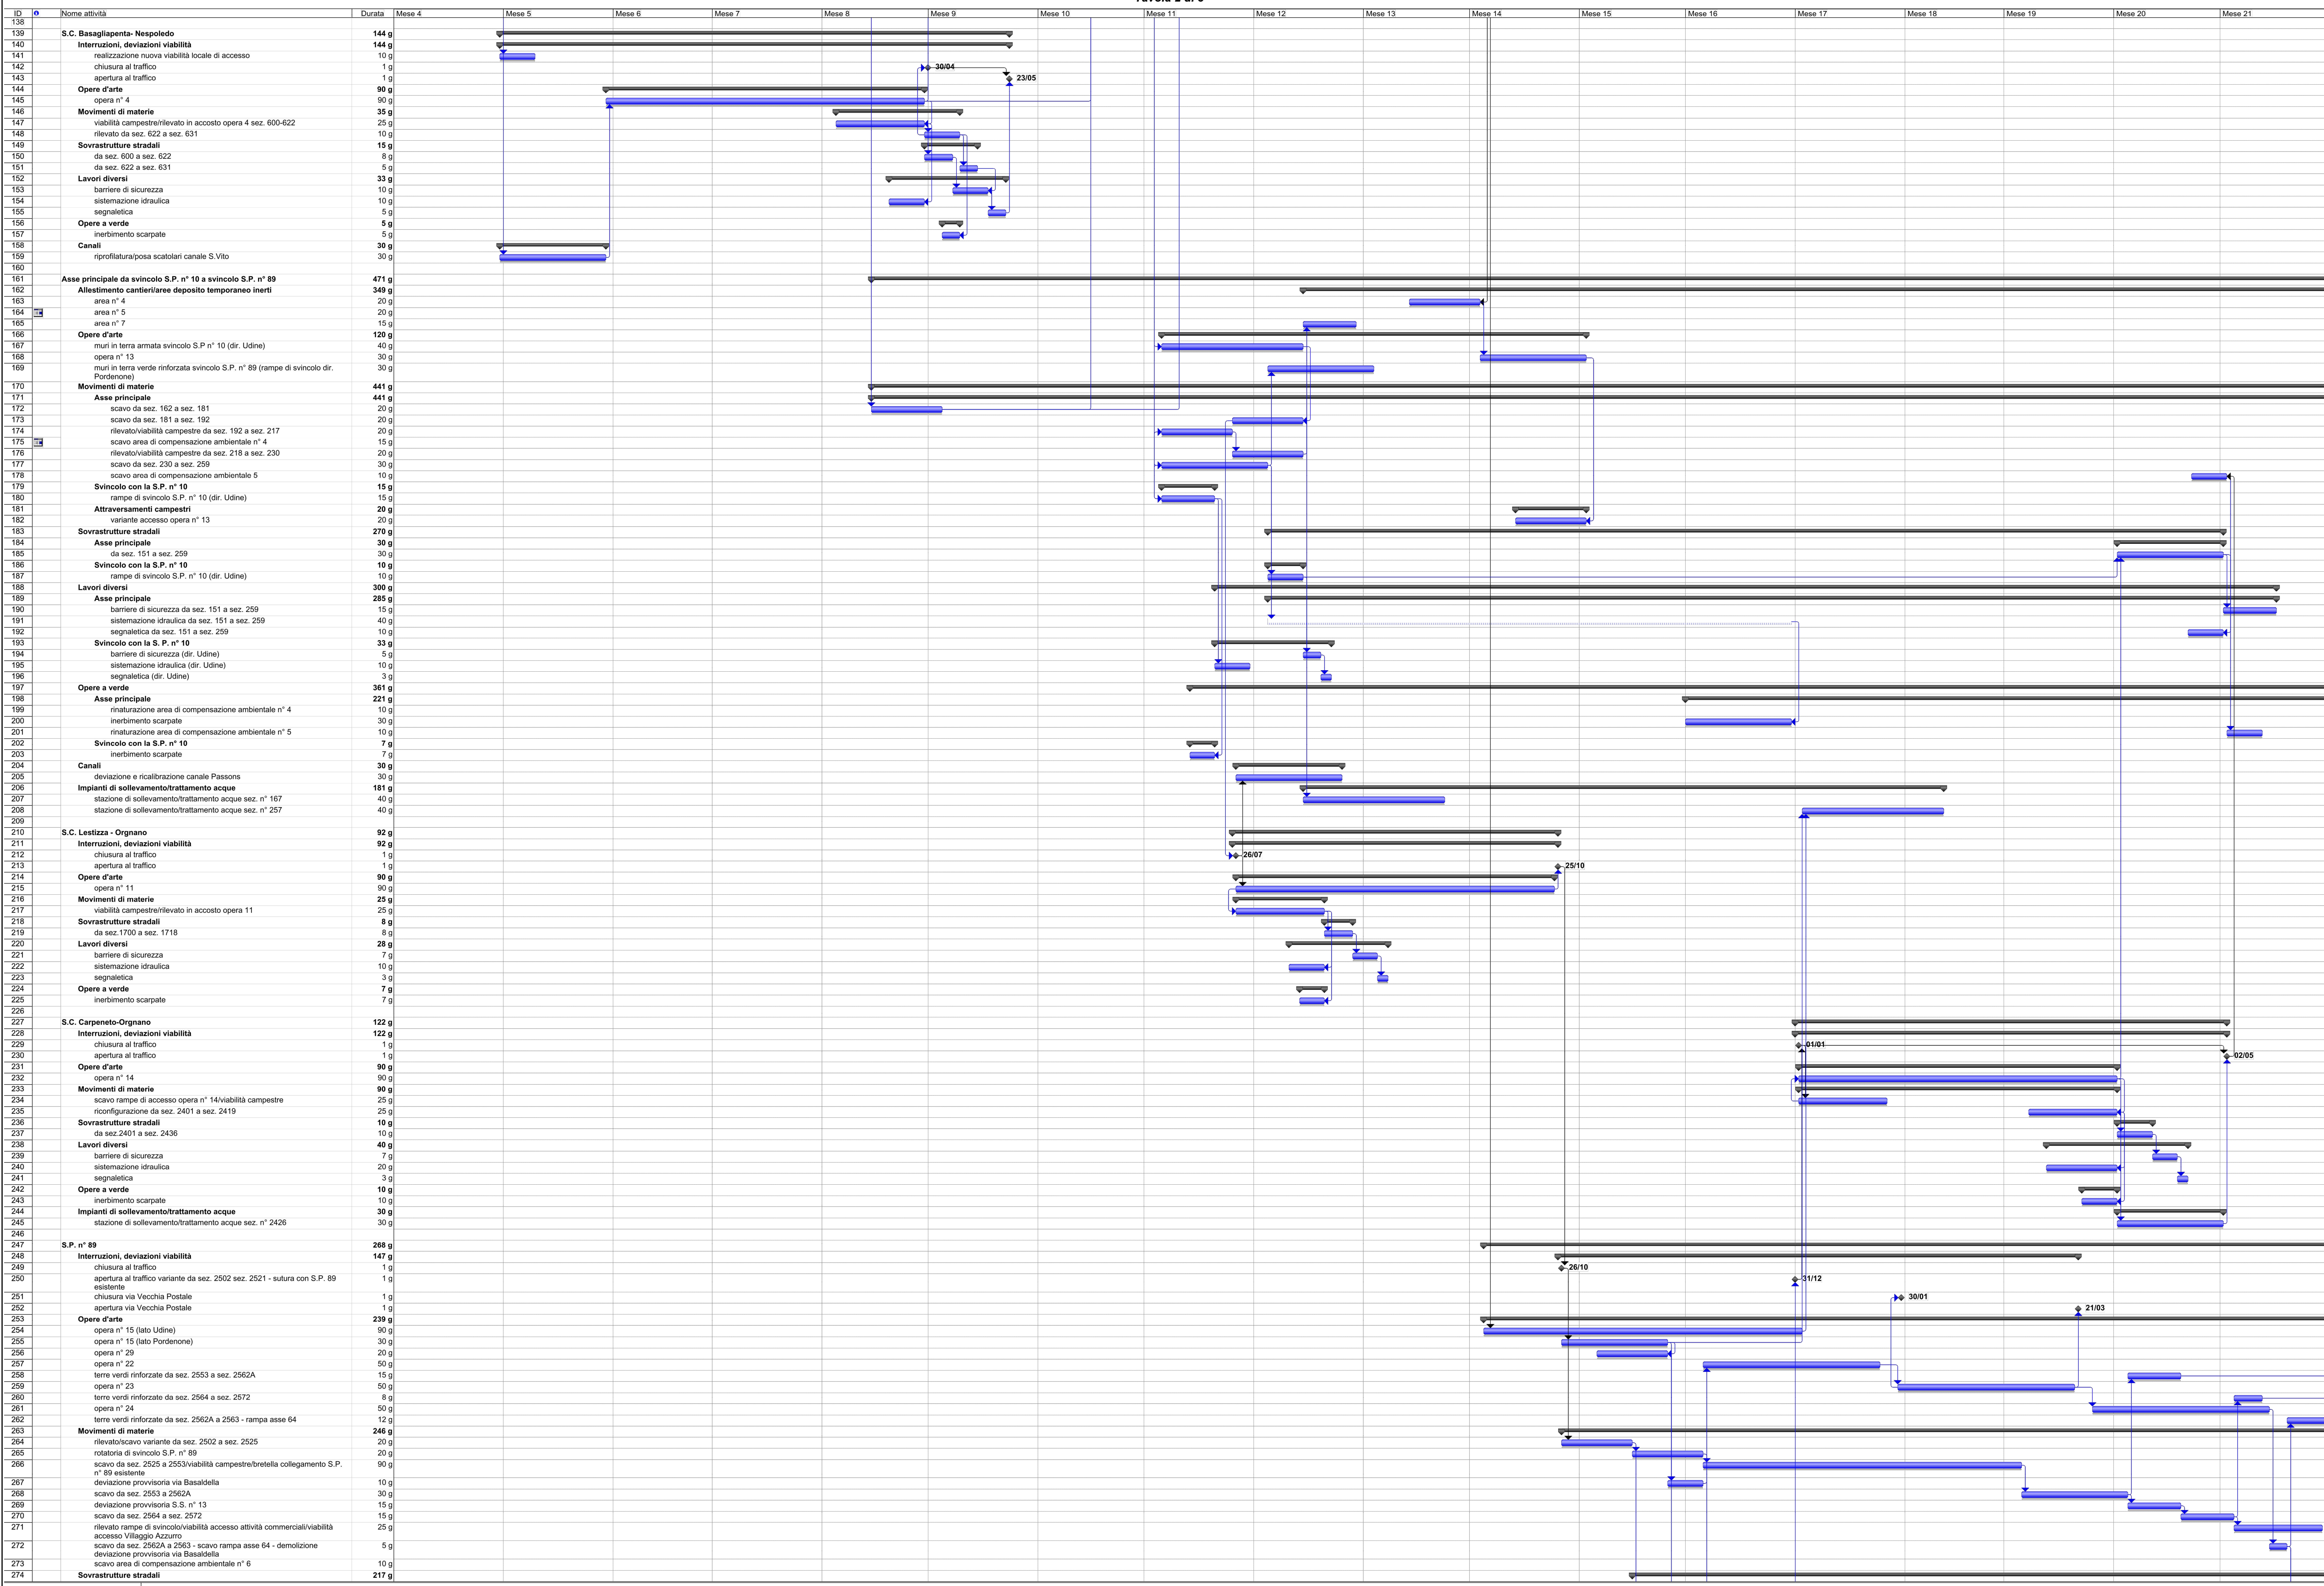 ID Nome attività Durata Mese 4 Mese 5 Mese 6 Mese 7 Mese 8 Mese 9 Mese 10 Mese 11 Mese 12 Mese 13 Mese 14 Mese 15 Mese 16 Mese 17 Mese 18 Mese 19 Mese 20 Mese 21
138
139 S.C. Basagliapenta- Nespoledo 144 g
140 Interruzioni, deviazioni viabilità 144 g
141 realizzazione nuova viabilità locale di accesso 10 g
142 chiusura al traffico 1 g 30/04
143 apertura al traffico 1 g 23/05
144 Opere d'arte 90 g
145 opera n° 4 90 g
146 Movimenti di materie 35 g
147 viabilità campestre/rilevato in accosto opera 4 sez. 600-622 25 g
148 rilevato da sez. 622 a sez. 631 10 g
149 Sovrastrutture stradali 15 g
150 da sez. 600 a sez. 622 8 g
151 da sez. 622 a sez. 631 5 g
152 Lavori diversi 33 g
153 barriere di sicurezza 10 g
154 sistemazione idraulica 10 g
155 segnaletica 5 g
156 Opere a verde 5 g
157 inerbimento scarpate 5 g
158 Canali 30 g
159 riprofilatura/posa scatolari canale S.Vito 30 g
160
161 Asse principale da svincolo S.P. n° 10 a svincolo S.P. n° 89 471 g
162 Allestimento cantieri/aree deposito temporaneo inerti 349 g
163 area n° 4 20 g
164 area n° 5 20 g
165 area n° 7 15 g
166 Opere d'arte 120 g
167 muri in terra armata svincolo S.P n° 10 (dir. Udine) 40 g
168 opera n° 13 30 g
169 muri in terra verde rinforzata svincolo S.P. n° 89 (rampe di svincolo dir. 30 g
Pordenone)
170 Movimenti di materie 441 g
171 Asse principale 441 g
172 scavo da sez. 162 a sez. 181 20 g
173 scavo da sez. 181 a sez. 192 20 g
174 rilevato/viabilità campestre da sez. 192 a sez. 217 20 g
175 scavo area di compensazione ambientale n° 4 15 g
176 rilevato/viabilità campestre da sez. 218 a sez. 230 20 g
177 scavo da sez. 230 a sez. 259 30 g
178 scavo area di compensazione ambientale 5 10 g
179 Svincolo con la S.P. n° 10 15 g
180 rampe di svincolo S.P. n° 10 (dir. Udine) 15 g
181 Attraversamenti campestri 20 g
182 variante accesso opera n° 13 20 g
183 Sovrastrutture stradali 270 g
184 Asse principale 30 g
185 da sez. 151 a sez. 259 30 g
186 Svincolo con la S.P. n° 10 10 g
187 rampe di svincolo S.P. n° 10 (dir. Udine) 10 g
188 Lavori diversi 300 g
189 Asse principale 285 g
190 barriere di sicurezza da sez. 151 a sez. 259 15 g
191 sistemazione idraulica da sez. 151 a sez. 259 40 g
192 segnaletica da sez. 151 a sez. 259 10 g
193 Svincolo con la S. P. n° 10 33 g
194 barriere di sicurezza (dir. Udine) 5 g
195 sistemazione idraulica (dir. Udine) 10 g
196 segnaletica (dir. Udine) 3 g
197 Opere a verde 361 g
198 Asse principale 221 g
199 rinaturazione area di compensazione ambientale n° 4 10 g
200 inerbimento scarpate 30 g
201 rinaturazione area di compensazione ambientale n° 5 10 g
202 Svincolo con la S.P. n° 10 7 g
203 inerbimento scarpate 7 g
204 Canali 30 g
205 deviazione e ricalibrazione canale Passons 30 g
206 Impianti di sollevamento/trattamento acque 181 g
207 stazione di sollevamento/trattamento acque sez. n° 167 40 g
208 stazione di sollevamento/trattamento acque sez. n° 257 40 g
209
210 S.C. Lestizza - Orgnano 92 g
211 Interruzioni, deviazioni viabilità 92 g
212 chiusura al traffico 1 g 26/07
213 apertura al traffico 1 g 25/10
214 Opere d'arte 90 g
215 opera n° 11 90 g
216 Movimenti di materie 25 g
217 viabilità campestre/rilevato in accosto opera 11 25 g
218 Sovrastrutture stradali 8 g
219 da sez.1700 a sez. 1718 8 g
220 Lavori diversi 28 g
221 barriere di sicurezza 7 g
222 sistemazione idraulica 10 g
223 segnaletica 3 g
224 Opere a verde 7 g
225 inerbimento scarpate 7 g
226
227 S.C. Carpeneto-Orgnano 122 g
228 Interruzioni, deviazioni viabilità 122 g
229 chiusura al traffico 1 g 01/01
230 apertura al traffico 1 g 02/05
231 Opere d'arte 90 g
232 opera n° 14 90 g
233 Movimenti di materie 90 g
234 scavo rampe di accesso opera n° 14/viabilità campestre 25 g
235 riconfigurazione da sez. 2401 a sez. 2419 25 g
236 Sovrastrutture stradali 10 g
237 da sez.2401 a sez. 2436 10 g
238 Lavori diversi 40 g
239 barriere di sicurezza 7 g
240 sistemazione idraulica 20 g
241 segnaletica 3 g
242 Opere a verde 10 g
243 inerbimento scarpate 10 g
244 Impianti di sollevamento/trattamento acque 30 g
245 stazione di sollevamento/trattamento acque sez. n° 2426 30 g
246
247 S.P. n° 89 268 g
248 Interruzioni, deviazioni viabilità 147 g
249 chiusura al traffico 1 g 26/10
250 apertura al traffico variante da sez. 2502 sez. 2521 - sutura con S.P. 89 1 g 31/12
esistente
251 chiusura via Vecchia Postale 1 g 30/01
252 apertura via Vecchia Postale 1 g 21/03
253 Opere d'arte 239 g
254 opera n° 15 (lato Udine) 90 g
255 opera n° 15 (lato Pordenone) 30 g
256 opera n° 29 20 g
257 opera n° 22 50 g
258 terre verdi rinforzate da sez. 2553 a sez. 2562A 15 g
259 opera n° 23 50 g
260 terre verdi rinforzate da sez. 2564 a sez. 2572 8 g
261 opera n° 24 50 g
262 terre verdi rinforzate da sez. 2562A a 2563 - rampa asse 64 12 g
263 Movimenti di materie 246 g
264 rilevato/scavo variante da sez. 2502 a sez. 2525 20 g
265 rotatoria di svincolo S.P. n° 89 20 g
266 scavo da sez. 2525 a 2553/viabilità campestre/bretella collegamento S.P. 90 g
n° 89 esistente
267 deviazione provvisoria via Basaldella 10 g
268 scavo da sez. 2553 a 2562A 30 g
269 deviazione provvisoria S.S. n° 13 15 g
270 scavo da sez. 2564 a sez. 2572 15 g
271 rilevato rampe di svincolo/viabilità accesso attività commerciali/viabilità 25 g
accesso Villaggio Azzurro
272 scavo da sez. 2562A a 2563 - scavo rampa asse 64 - demolizione 5 g
deviazione provvisoria via Basaldella
273 scavo area di compensazione ambientale n° 6 10 g
274 Sovrastrutture stradali 217 g